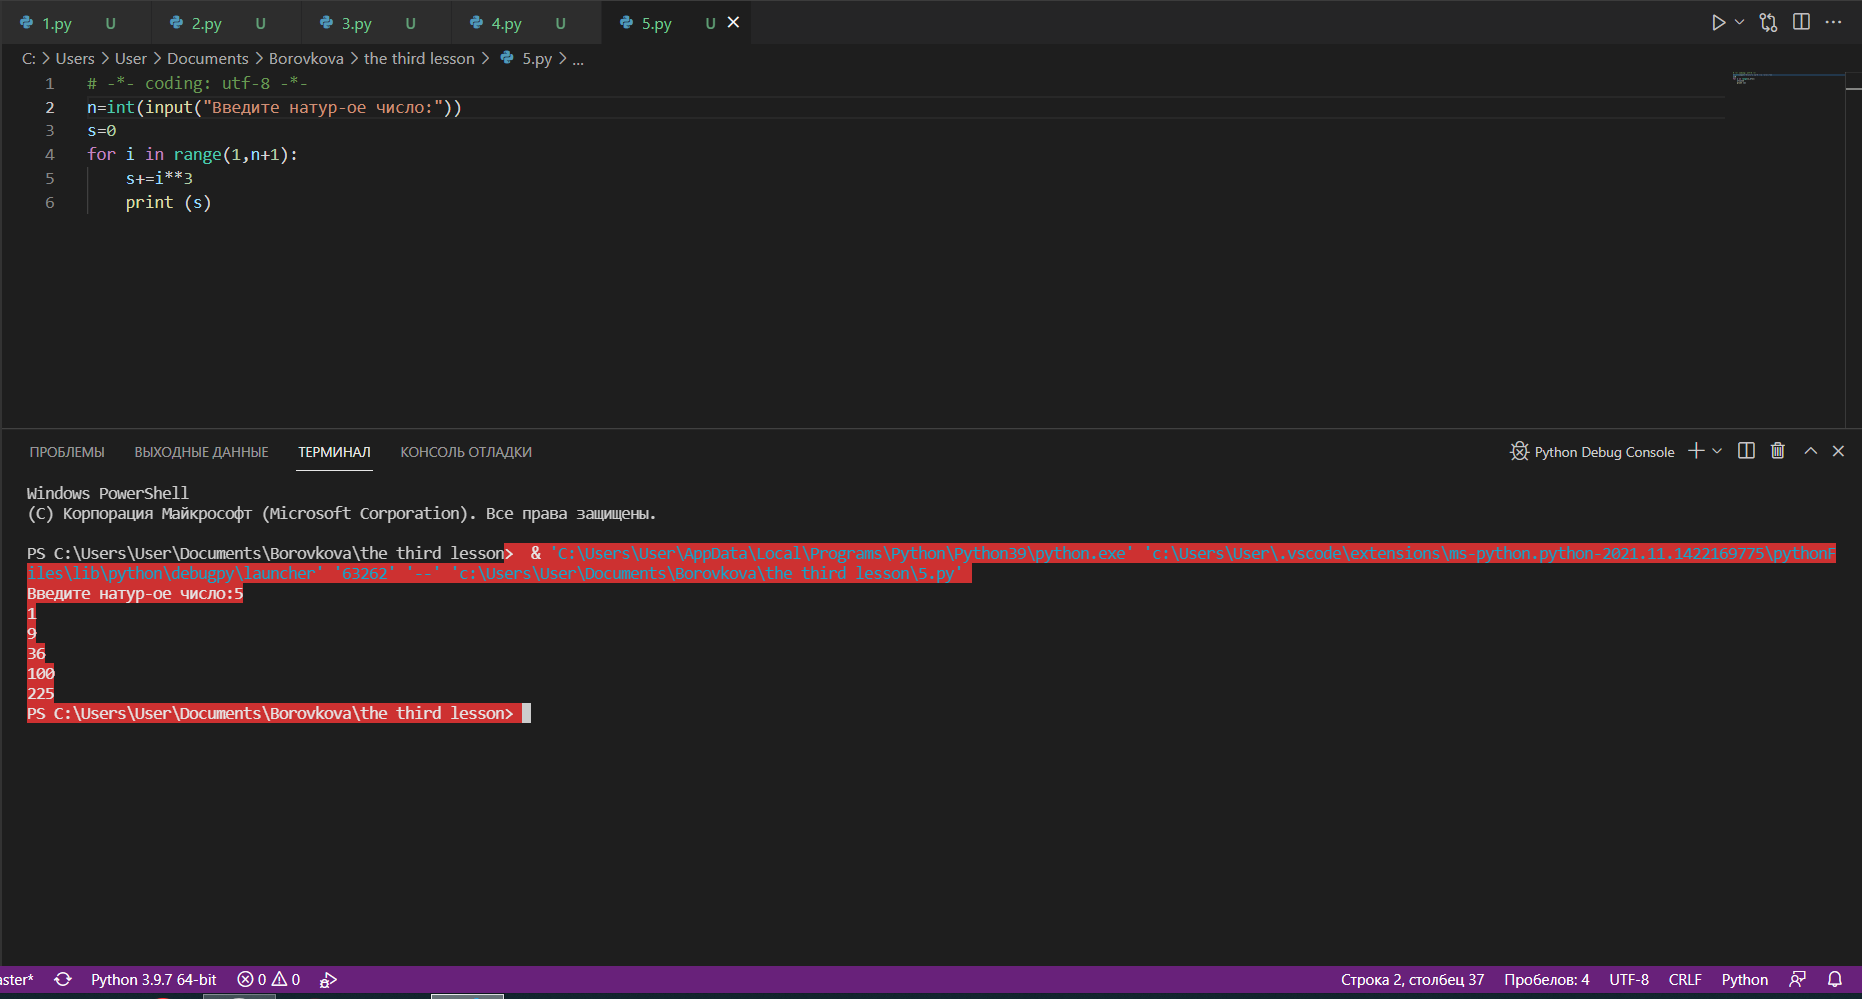 1.py U 2.py U 3.py U 4.py U 5.py U
C: > Users > User > Documents > Borovkova > the third lesson > 5.py > ...
1 # -*- coding: utf-8 -*-
2 n=int(input("Введите натур-ое число:"))
3 s=0
4 for i in range(1,n+1):
5 s+=i**3
6 print (s)
ПРОБЛЕМЫ ВЫХОДНЫЕ ДАННЫЕ ТЕРМИНАЛ КОНСОЛЬ ОТЛАДКИ Python Debug Console
Windows PowerShell
(C) Корпорация Майкрософт (Microsoft Corporation). Все права защищены.
PS C:\Users\User\Documents\Borovkova\the third lesson> & 'C:\Users\User\AppData\Local\Programs\Python\Python39\python.exe' 'c:\Users\User\.vscode\extensions\ms-python.python-2021.11.1422169775\pythonF
iles\lib\python\debugpy\launcher' '63262' '--' 'c:\Users\User\Documents\Borovkova\the third lesson\5.py'
Введите натур-ое число:5
1
9
36
100
225
PS C:\Users\User\Documents\Borovkova\the third lesson>
aster* Python 3.9.7 64-bit 0 0 Строка 2, столбец 37 Пробелов: 4 UTF-8 CRLF Python